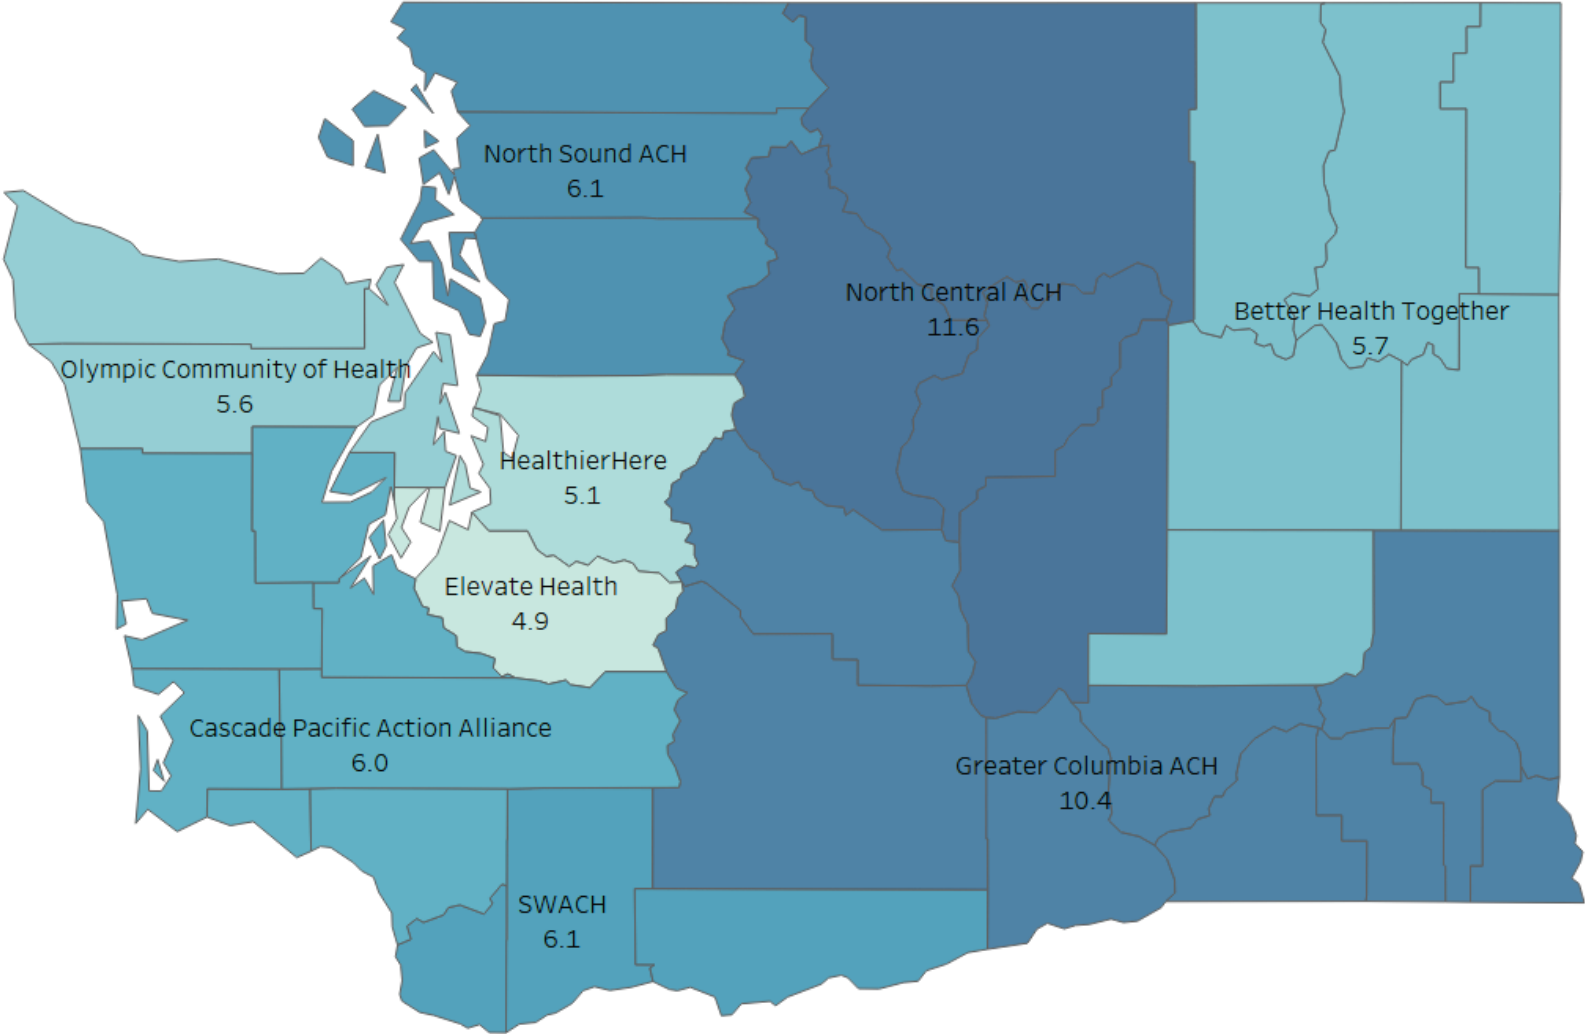 North Sound ACH
6.1
North Central ACH
11.6
Better Health Together
5.7
Olympic Community of Health
5.6
HealthierHere
5.1
Elevate Health
4.9
Cascade Pacific Action Alliance
6.0
Greater Columbia ACH
10.4
SWACH
6.1